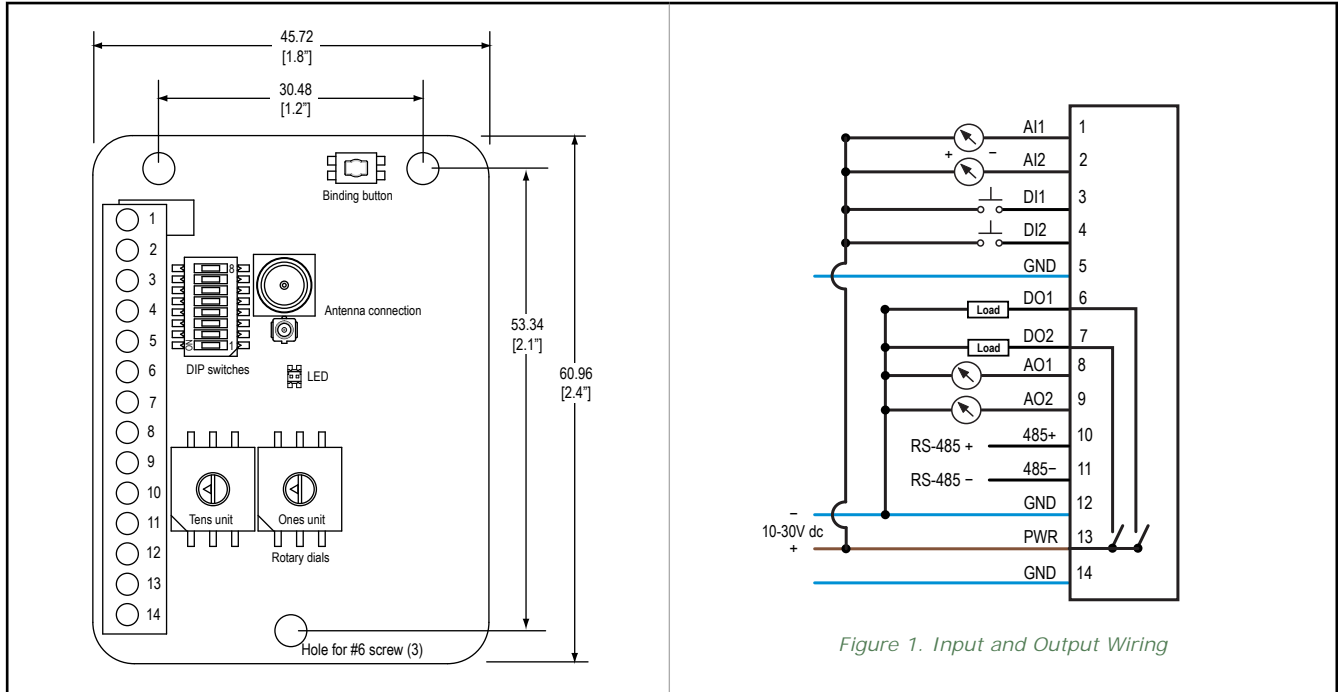 45.72
[1.8"]
30.48
[1.2"]
Binding button
1
2
3
4
5
6
7
8
9
10
11
12
13
14
8
ON
1
DIP switches
Antenna connection
LED
53.34
[2.1"]
60.96
[2.4"]
Tens unit
Ones unit
Rotary dials
Hole for #6 screw (3)
AI1 1
+ −
AI2 2
DI1 3
DI2 4
GND 5
Load DO1 6
Load DO2 7
AO1 8
AO2 9
RS-485 + 485+ 10
RS-485 − 485− 11
− GND 12
10-30V dc
+ PWR 13
GND 14
Figure 1. Input and Output Wiring